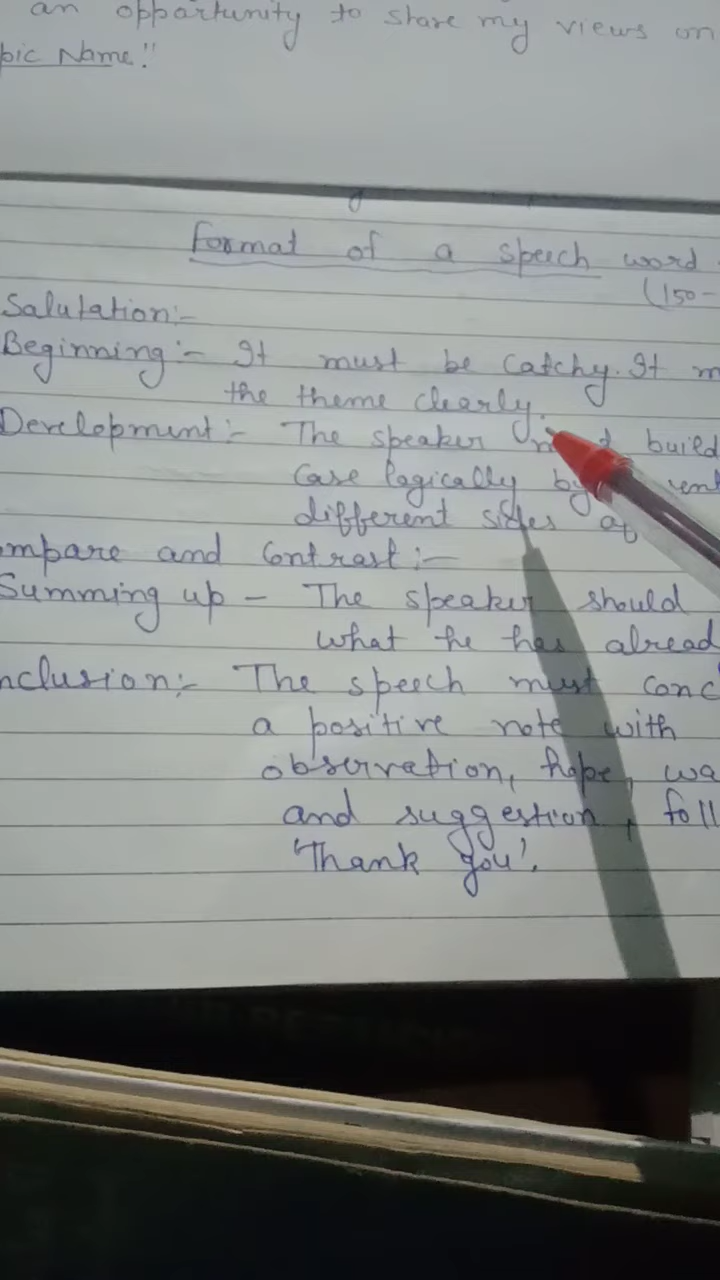 an opportunity to share my views on
pic Name."
Format of a speech word
(150-
Salutation:-
Beginning:- It must be catchy. It m
the theme clearly.
Development:- The speaker build
Case logically by
different sides of
ompare and Contrast:-
Summing up - The speaker should
what he has alread
nclusion:- The speech must conc
a positive note with
observation, hope, wa
and suggestion, foll
'Thank you'.